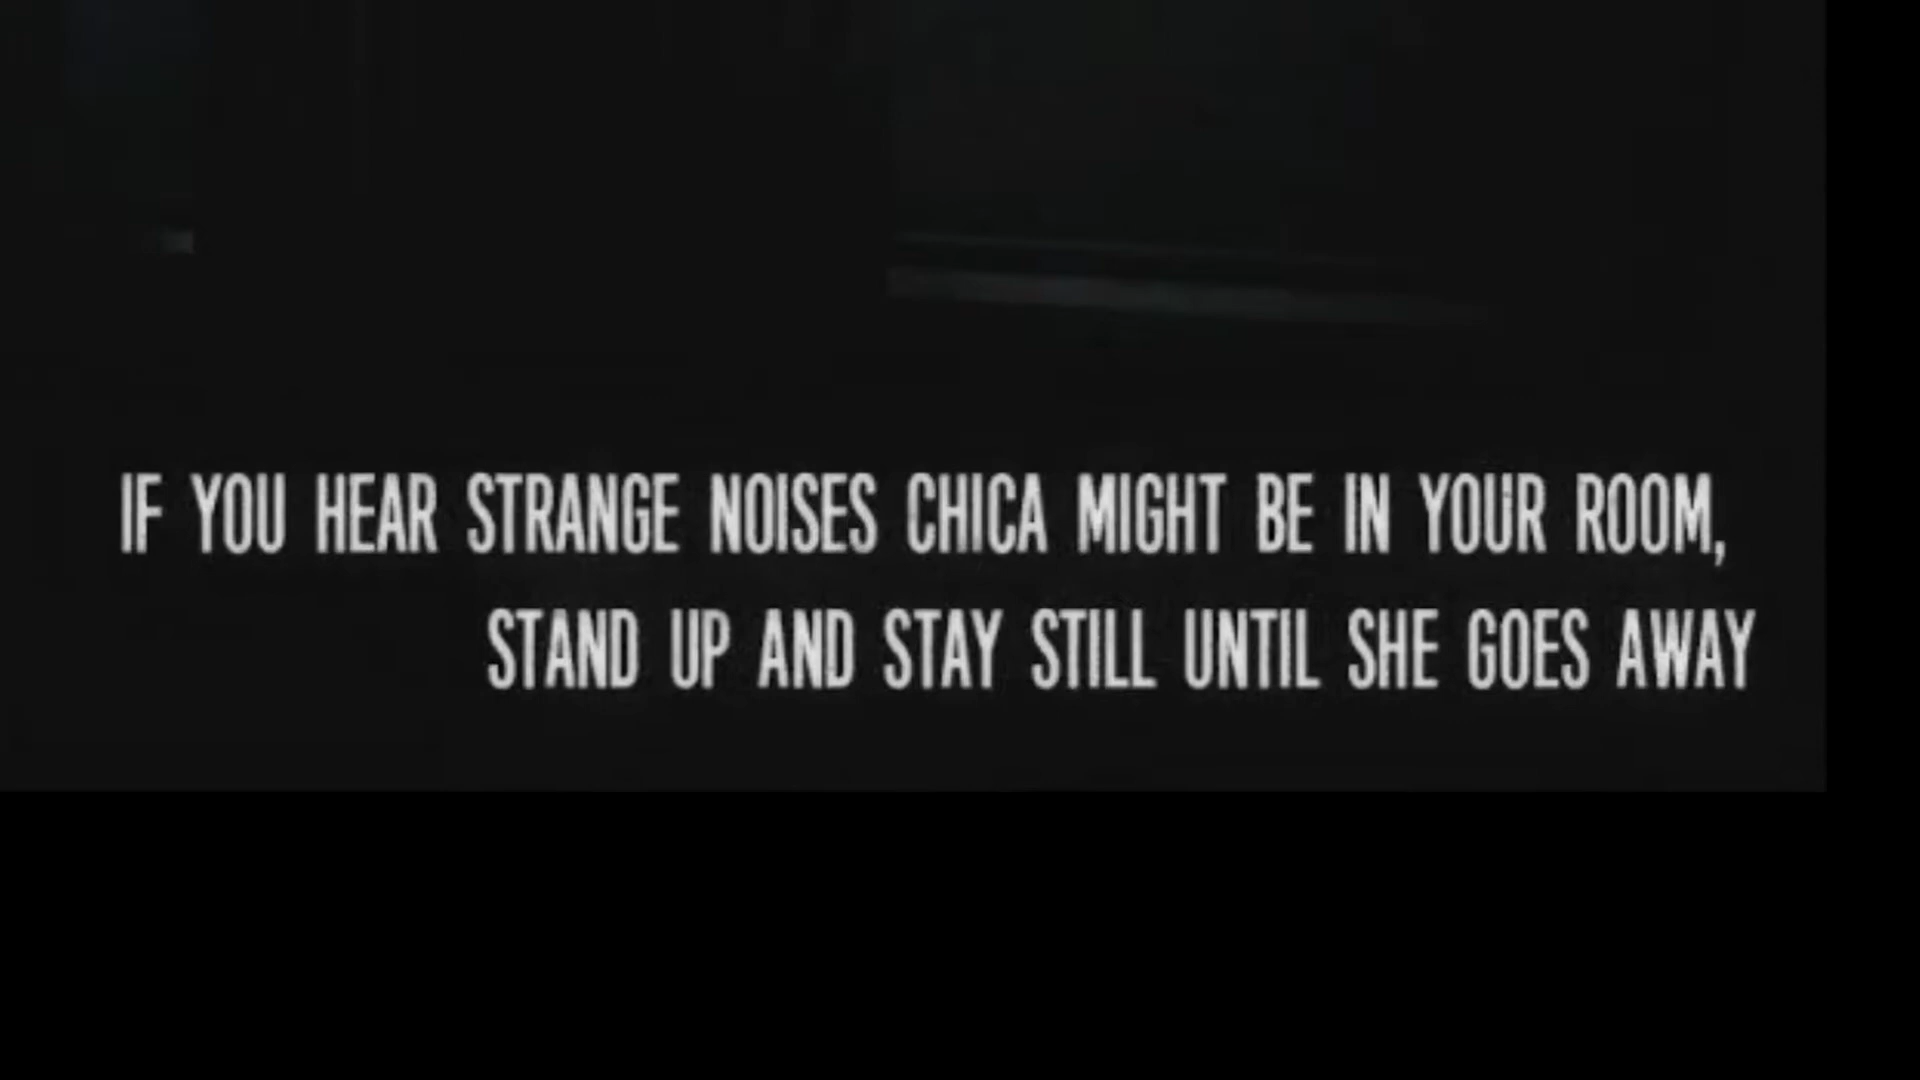 IF YOU HEAR STRANGE NOISES CHICA MIGHT BE IN YOUR ROOM,
STAND UP AND STAY STILL UNTIL SHE GOES AWAY